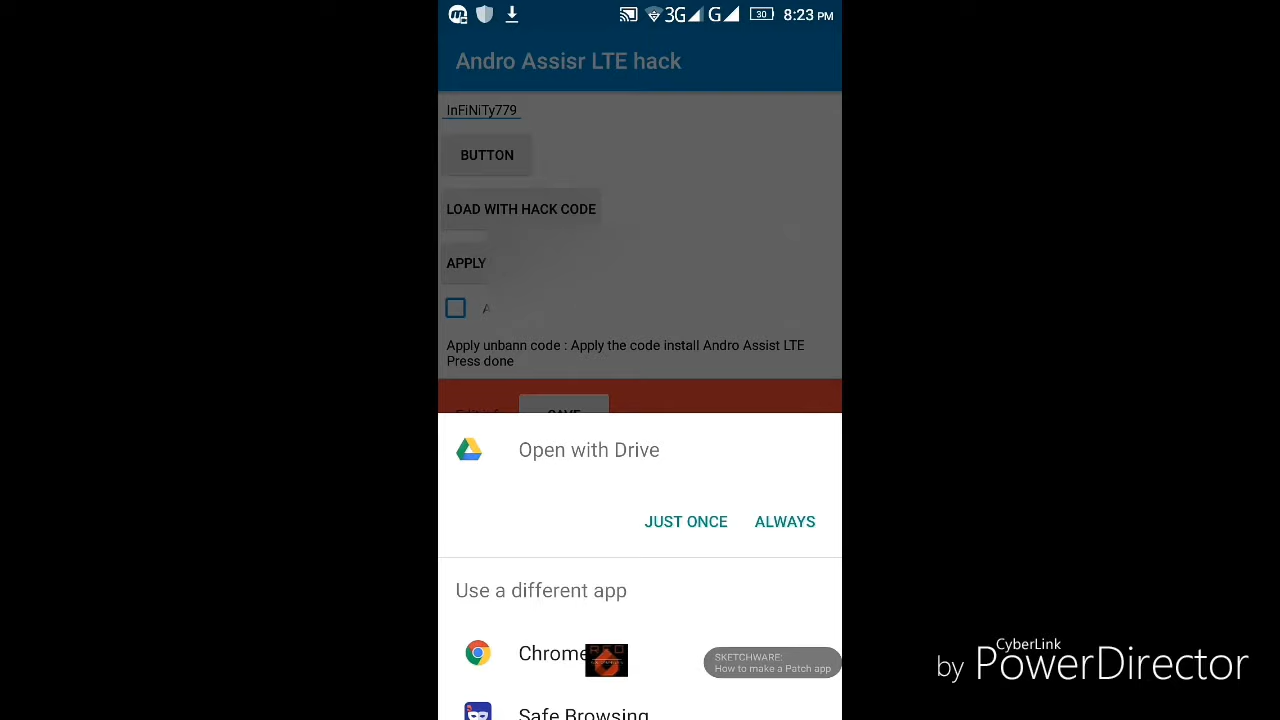 3G G 30 8:23 PM
Andro Assisr LTE hack
InFiNiTy779
BUTTON
LOAD WITH HACK CODE
APPLY
A
Apply unbann code : Apply the code install Andro Assist LTE
Press done
SAVE
Open with Drive
JUST ONCE ALWAYS
Use a different app
Chrome
RED
SKETCHWARE:
How to make a Patch app
Safe Browsing
CyberLink
by PowerDirector